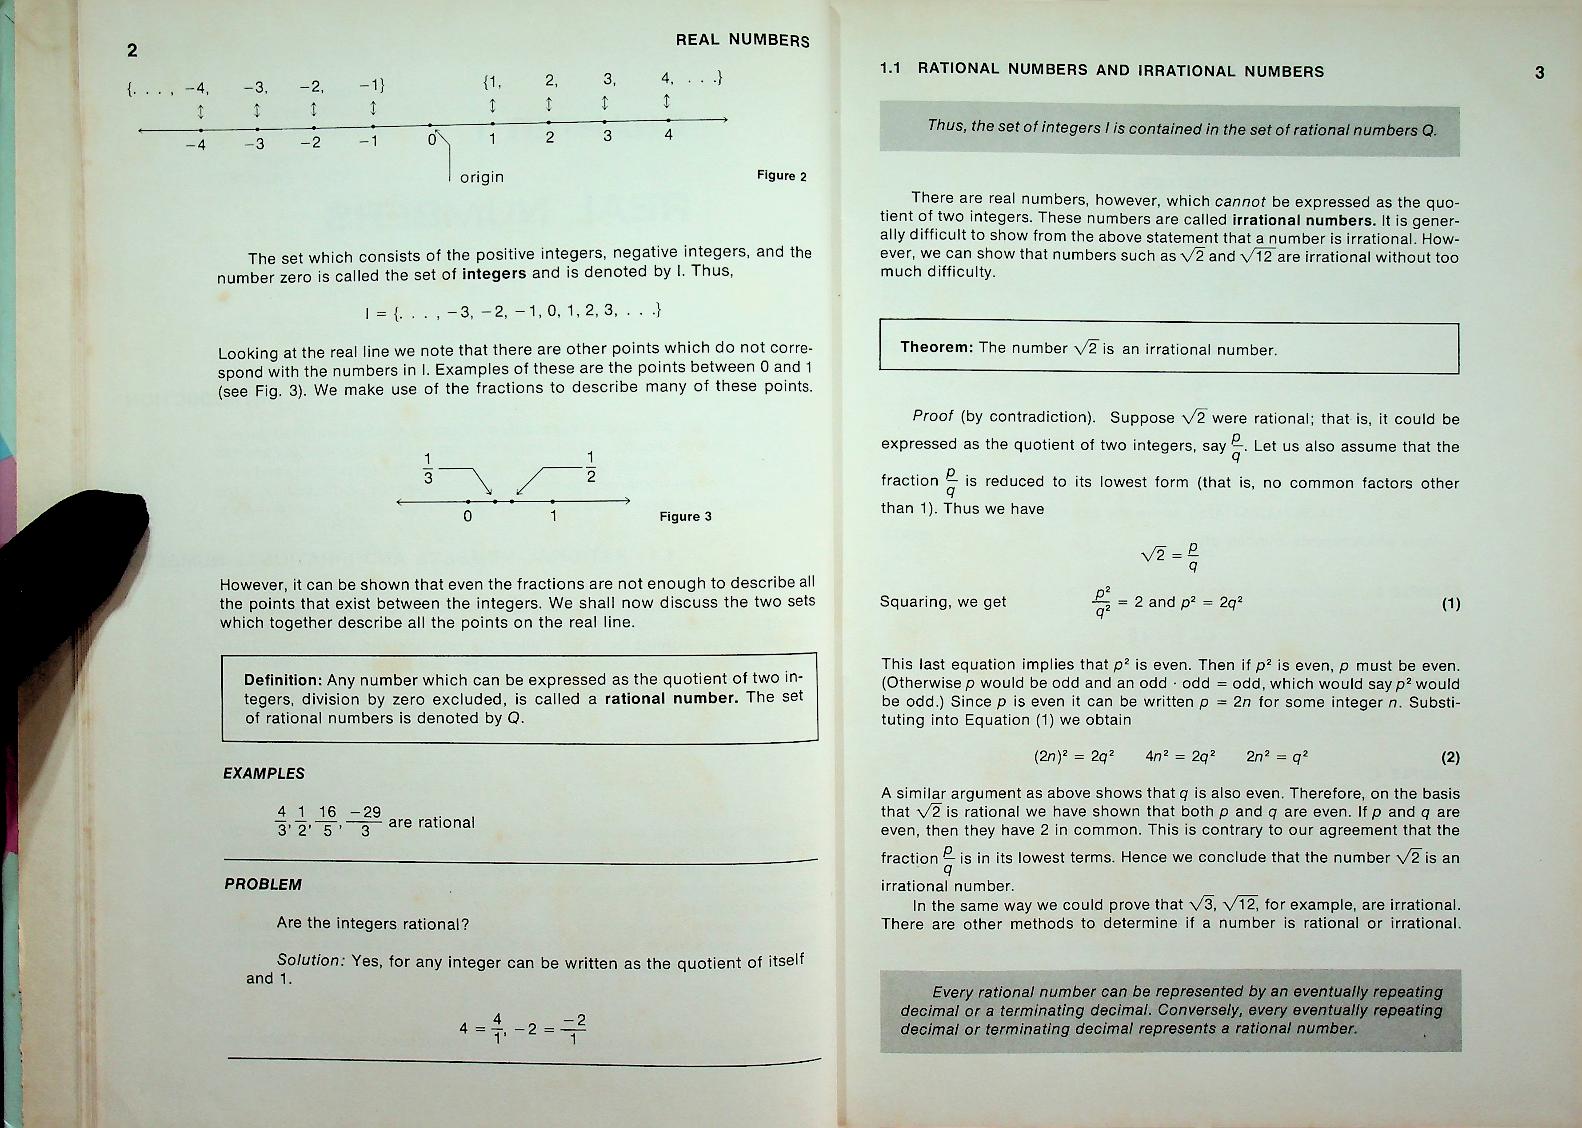 2
REAL NUMBERS
{. . . , −4, −3, −2, −1} {1, 2, 3, 4, . . .}
↕ ↕ ↕ ↕ ↕ ↕ ↕ ↕
−4 −3 −2 −1 0 1 2 3 4
origin
Figure 2
The set which consists of the positive integers, negative integers, and the
number zero is called the set of integers and is denoted by I. Thus,
I = {. . . , −3, −2, −1, 0, 1, 2, 3, . . .}
Looking at the real line we note that there are other points which do not corre-
spond with the numbers in I. Examples of these are the points between 0 and 1
(see Fig. 3). We make use of the fractions to describe many of these points.
1/3 1/2
0 1
Figure 3
However, it can be shown that even the fractions are not enough to describe all
the points that exist between the integers. We shall now discuss the two sets
which together describe all the points on the real line.
Definition: Any number which can be expressed as the quotient of two in-
tegers, division by zero excluded, is called a rational number. The set
of rational numbers is denoted by Q.
EXAMPLES
4/3, 1/2, 16/5, −29/3 are rational
PROBLEM
Are the integers rational?
Solution: Yes, for any integer can be written as the quotient of itself
and 1.
4 = 4/1, −2 = −2/1
1.1 RATIONAL NUMBERS AND IRRATIONAL NUMBERS
3
Thus, the set of integers I is contained in the set of rational numbers Q.
There are real numbers, however, which cannot be expressed as the quo-
tient of two integers. These numbers are called irrational numbers. It is gener-
ally difficult to show from the above statement that a number is irrational. How-
ever, we can show that numbers such as √2 and √12 are irrational without too
much difficulty.
Theorem: The number √2 is an irrational number.
Proof (by contradiction). Suppose √2 were rational; that is, it could be
expressed as the quotient of two integers, say p/q. Let us also assume that the
fraction p/q is reduced to its lowest form (that is, no common factors other
than 1). Thus we have
√2 = p/q
Squaring, we get p²/q² = 2 and p² = 2q² (1)
This last equation implies that p² is even. Then if p² is even, p must be even.
(Otherwise p would be odd and an odd · odd = odd, which would say p² would
be odd.) Since p is even it can be written p = 2n for some integer n. Substi-
tuting into Equation (1) we obtain
(2n)² = 2q² 4n² = 2q² 2n² = q² (2)
A similar argument as above shows that q is also even. Therefore, on the basis
that √2 is rational we have shown that both p and q are even. If p and q are
even, then they have 2 in common. This is contrary to our agreement that the
fraction p/q is in its lowest terms. Hence we conclude that the number √2 is an
irrational number.
In the same way we could prove that √3, √12, for example, are irrational.
There are other methods to determine if a number is rational or irrational.
Every rational number can be represented by an eventually repeating
decimal or a terminating decimal. Conversely, every eventually repeating
decimal or terminating decimal represents a rational number.